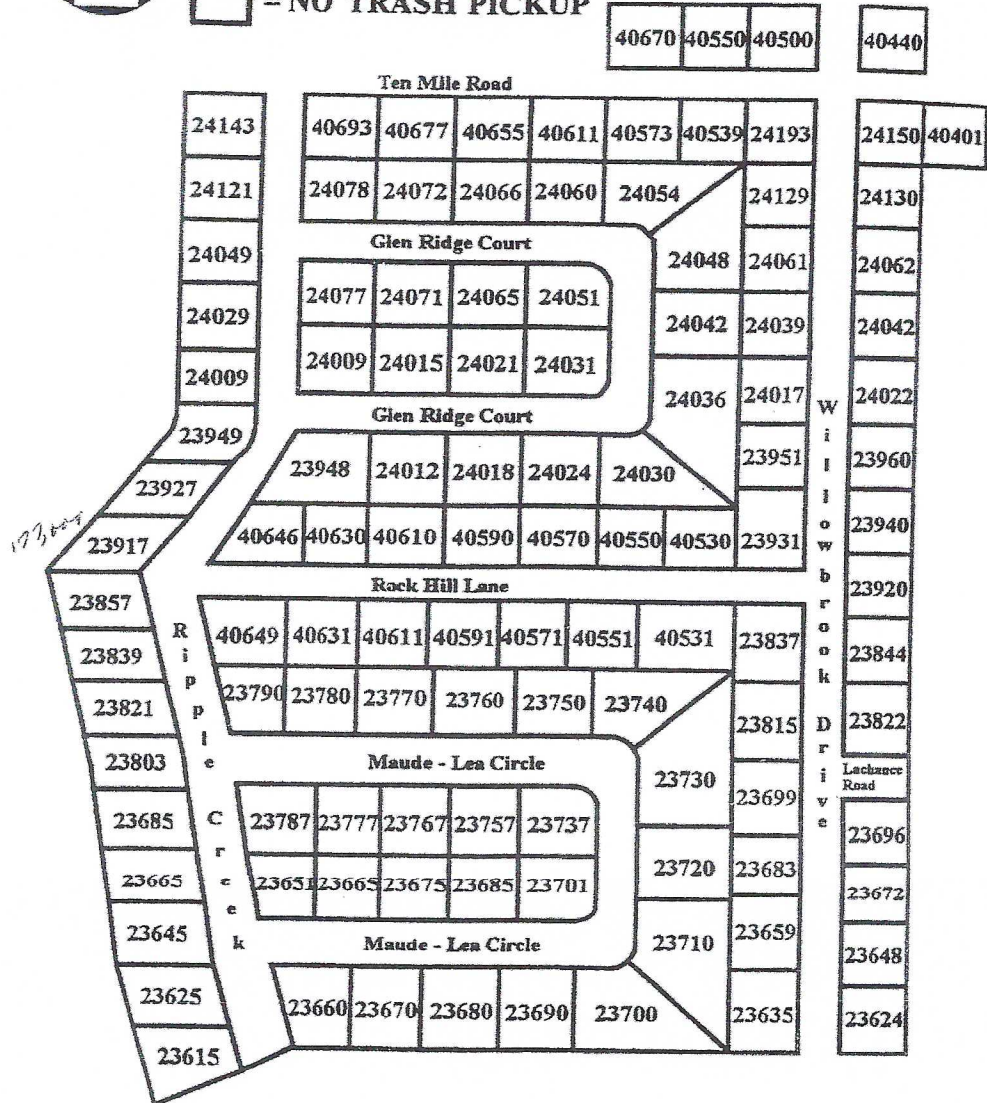 = NO TRASH PICKUP
40670 40550 40500 40440
Ten Mile Road
24143 40693 40677 40655 40611 40573 40539 24193 24150 40401
24121 24078 24072 24066 24060 24054 24129 24130
Glen Ridge Court
24049 24048 24061 24062
24077 24071 24065 24051
24029 24042 24039 24042
24009 24009 24015 24021 24031 24036 24017 24022
Glen Ridge Court
23949 23948 24012 24018 24024 24030 23951 23960
23927
23917 40646 40630 40610 40590 40570 40550 40530 23931 23940
Rock Hill Lane
23857 23920
23839 40649 40631 40611 40591 40571 40551 40531 23837 23844
23821 23790 23780 23770 23760 23750 23740 23815 23822
Maude - Lea Circle
Lachance
Road
23803 23730 23699
23685 23787 23777 23767 23757 23737 23696
23665 23651 23665 23675 23685 23701 23720 23683 23672
23645 23710 23659 23648
Maude - Lea Circle
23625 23660 23670 23680 23690 23700 23635 23624
23615
Ripple Creek
Willowbrook Drive